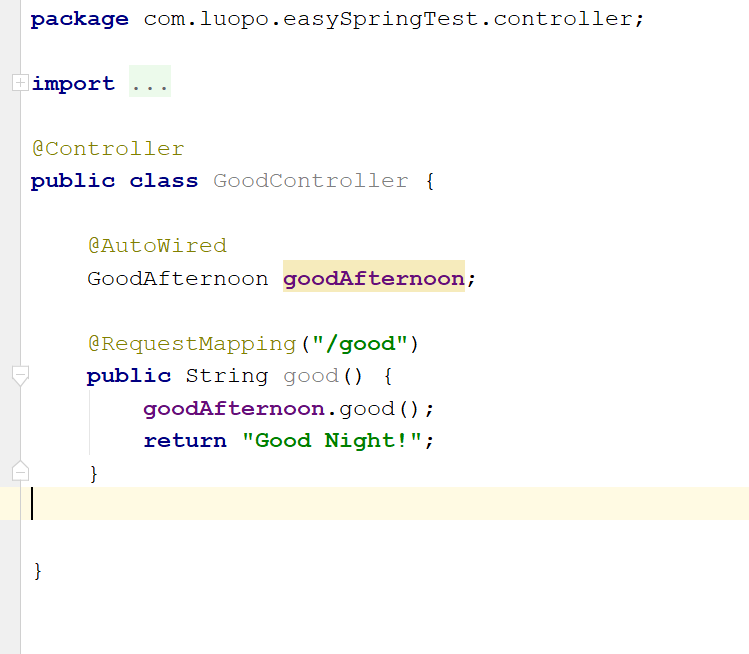 package com.luopo.easySpringTest.controller;
import ...
@Controller
public class GoodController {
@AutoWired
GoodAfternoon goodAfternoon;
@RequestMapping("/good")
public String good() {
goodAfternoon.good();
return "Good Night!";
}
}